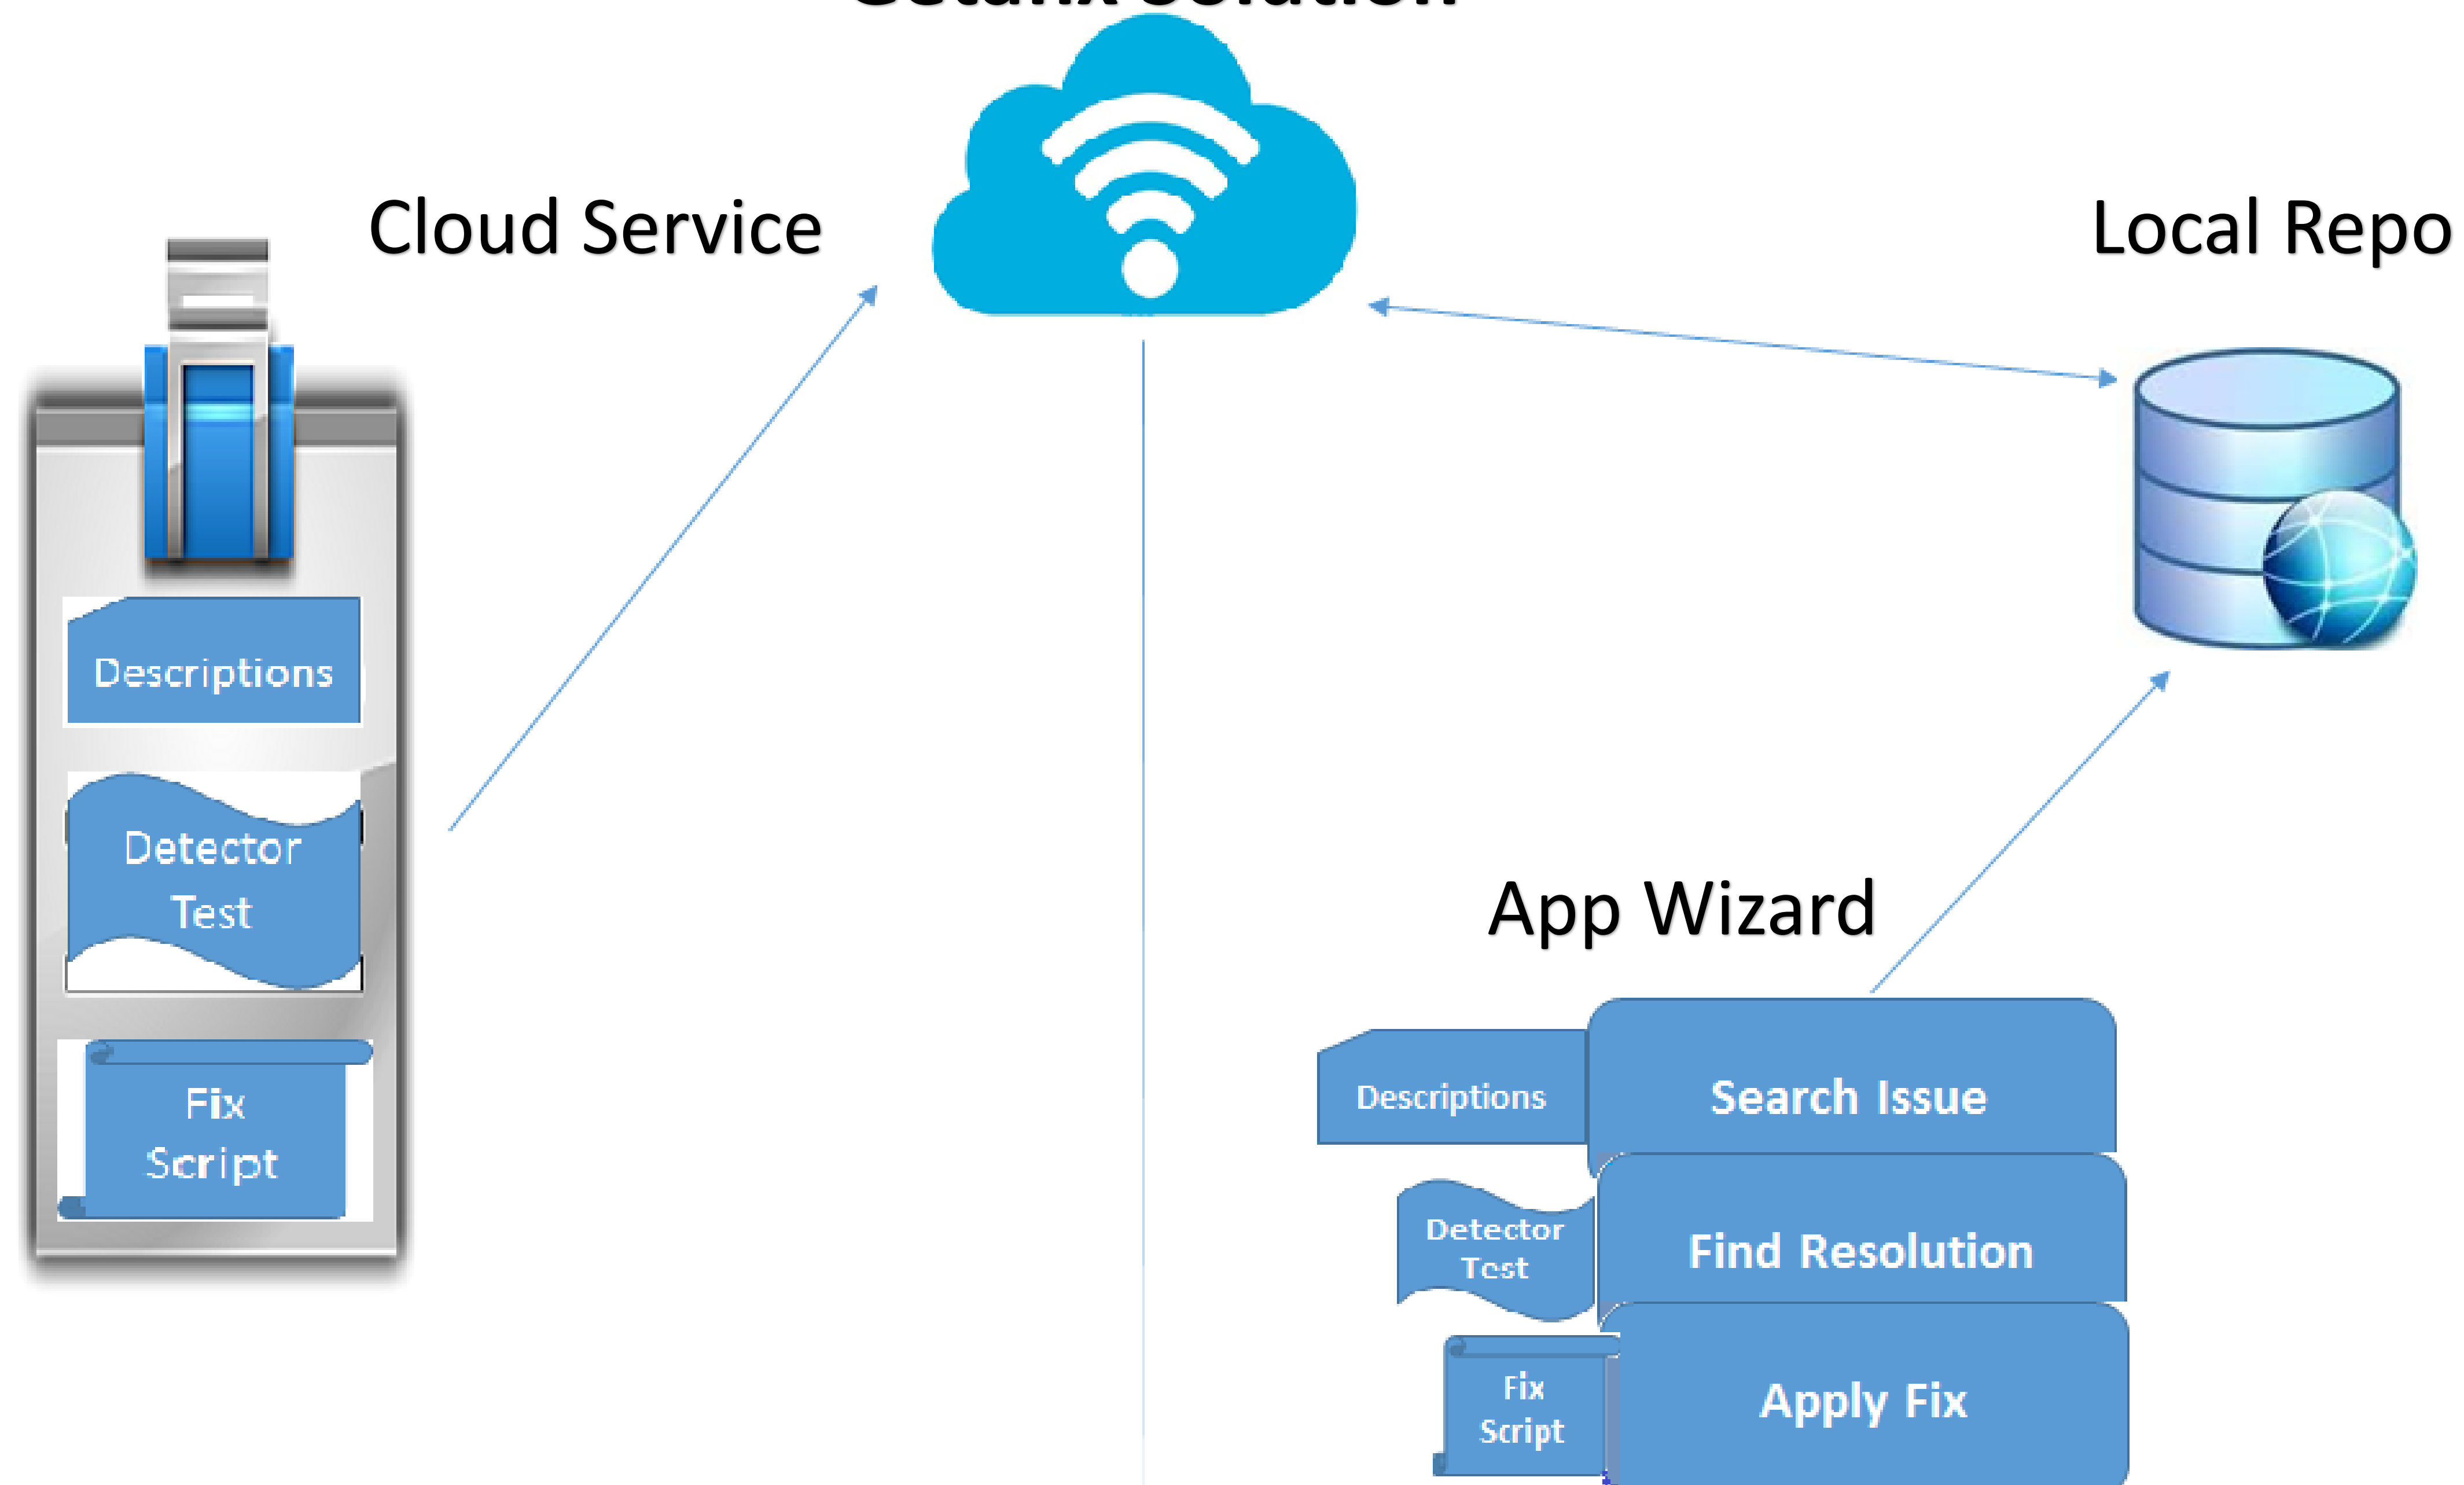 Solution
Cloud Service
Local Repo
Descriptions
Detector
Test
Fix
Script
App Wizard
Descriptions
Search Issue
Detector
Test
Find Resolution
Fix
Script
Apply Fix